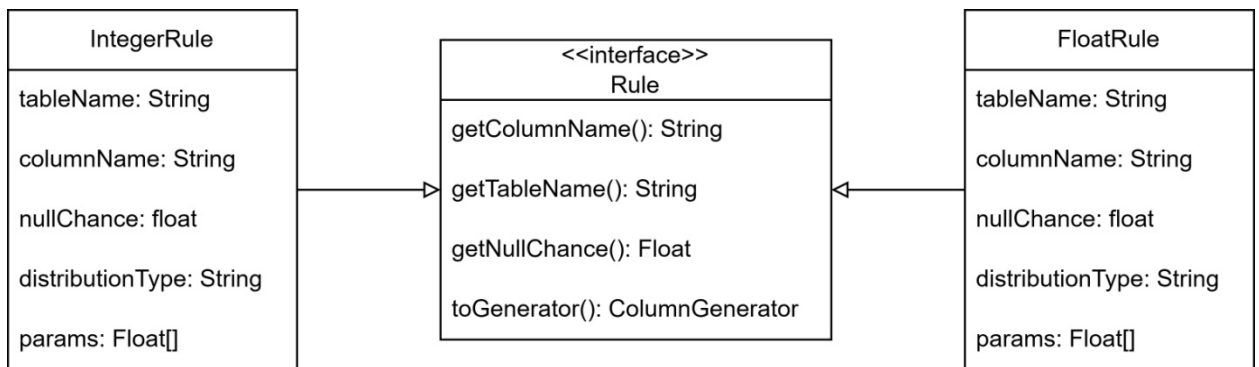 IntegerRule
tableName: String
columnName: String
nullChance: float
distributionType: String
params: Float[]
<<interface>>
Rule
getColumnName(): String
getTableName(): String
getNullChance(): Float
toGenerator(): ColumnGenerator
FloatRule
tableName: String
columnName: String
nullChance: float
distributionType: String
params: Float[]